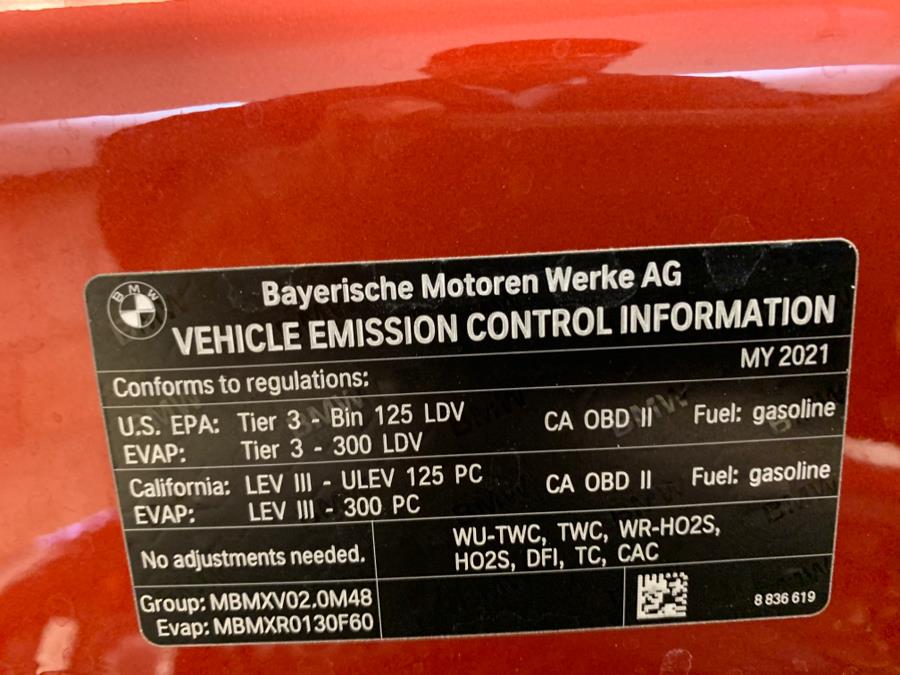 BMW
Bayerische Motoren Werke AG
VEHICLE EMISSION CONTROL INFORMATION
MY 2021
Conforms to regulations:
U.S. EPA: Tier 3 - Bin 125 LDV CA OBD II Fuel: gasoline
EVAP: Tier 3 - 300 LDV
California: LEV III - ULEV 125 PC CA OBD II Fuel: gasoline
EVAP: LEV III - 300 PC
No adjustments needed.
WU-TWC, TWC, WR-HO2S,
HO2S, DFI, TC, CAC
Group: MBMXV02.0M48
Evap: MBMXR0130F60
8 836 619